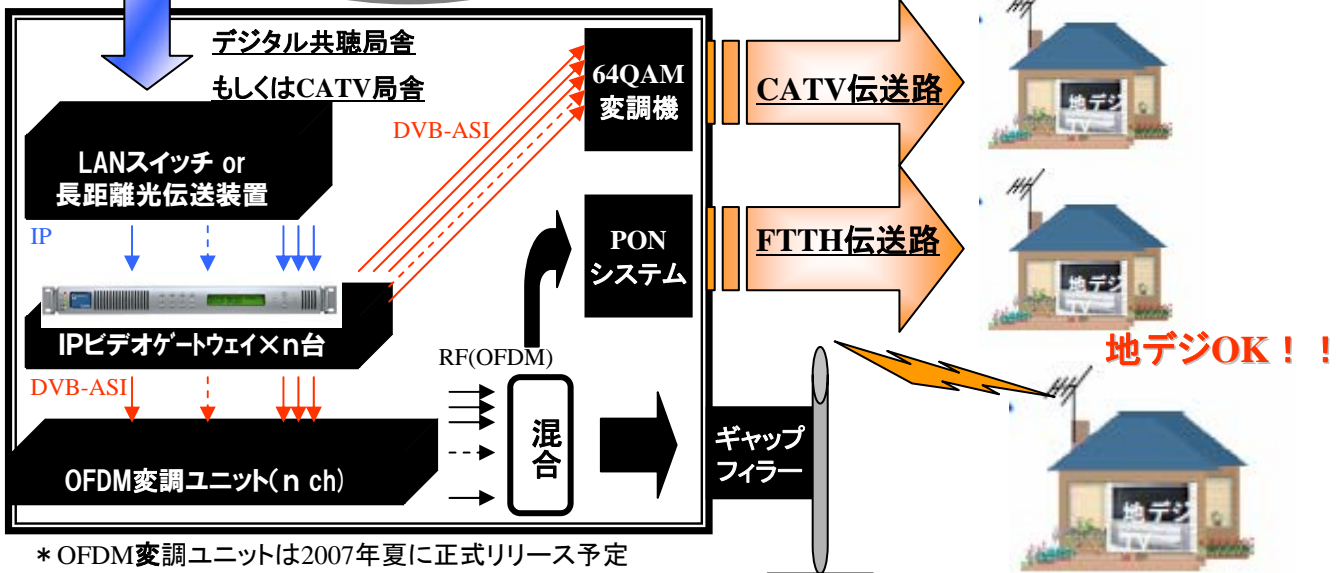 デジタル共聴局舎
もしくはCATV局舎
64QAM
変調機
CATV伝送路
地デジ
TV
DVB-ASI
LANスイッチ or
長距離光伝送装置
IP
PON
システム
FTTH伝送路
地デジ
TV
IPビデオゲートウェイ×n台
地デジOK！！
RF(OFDM)
DVB-ASI
混合
ギャップ
フィラー
OFDM変調ユニット(n ch)
地デジ
TV
＊OFDM変調ユニットは2007年夏に正式リリース予定